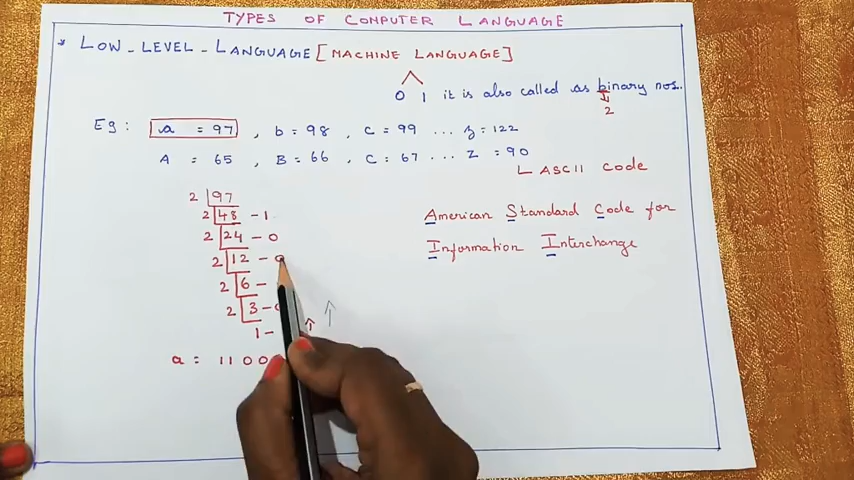 TYPES OF COMPUTER LANGUAGE
* LOW-LEVEL-LANGUAGE [MACHINE LANGUAGE]
0 1 it is also called as binary nos..
2
Eg: a = 97, b = 98, c = 99 ... z = 122
A = 65, B = 66, C = 67 ... Z = 90
ASCII Code
American Standard Code for
Information Interchange
2 97
2 48 - 1
2 24 - 0
2 12 - 0
2 6 -
2 3 - 0
1 -
a = 1100